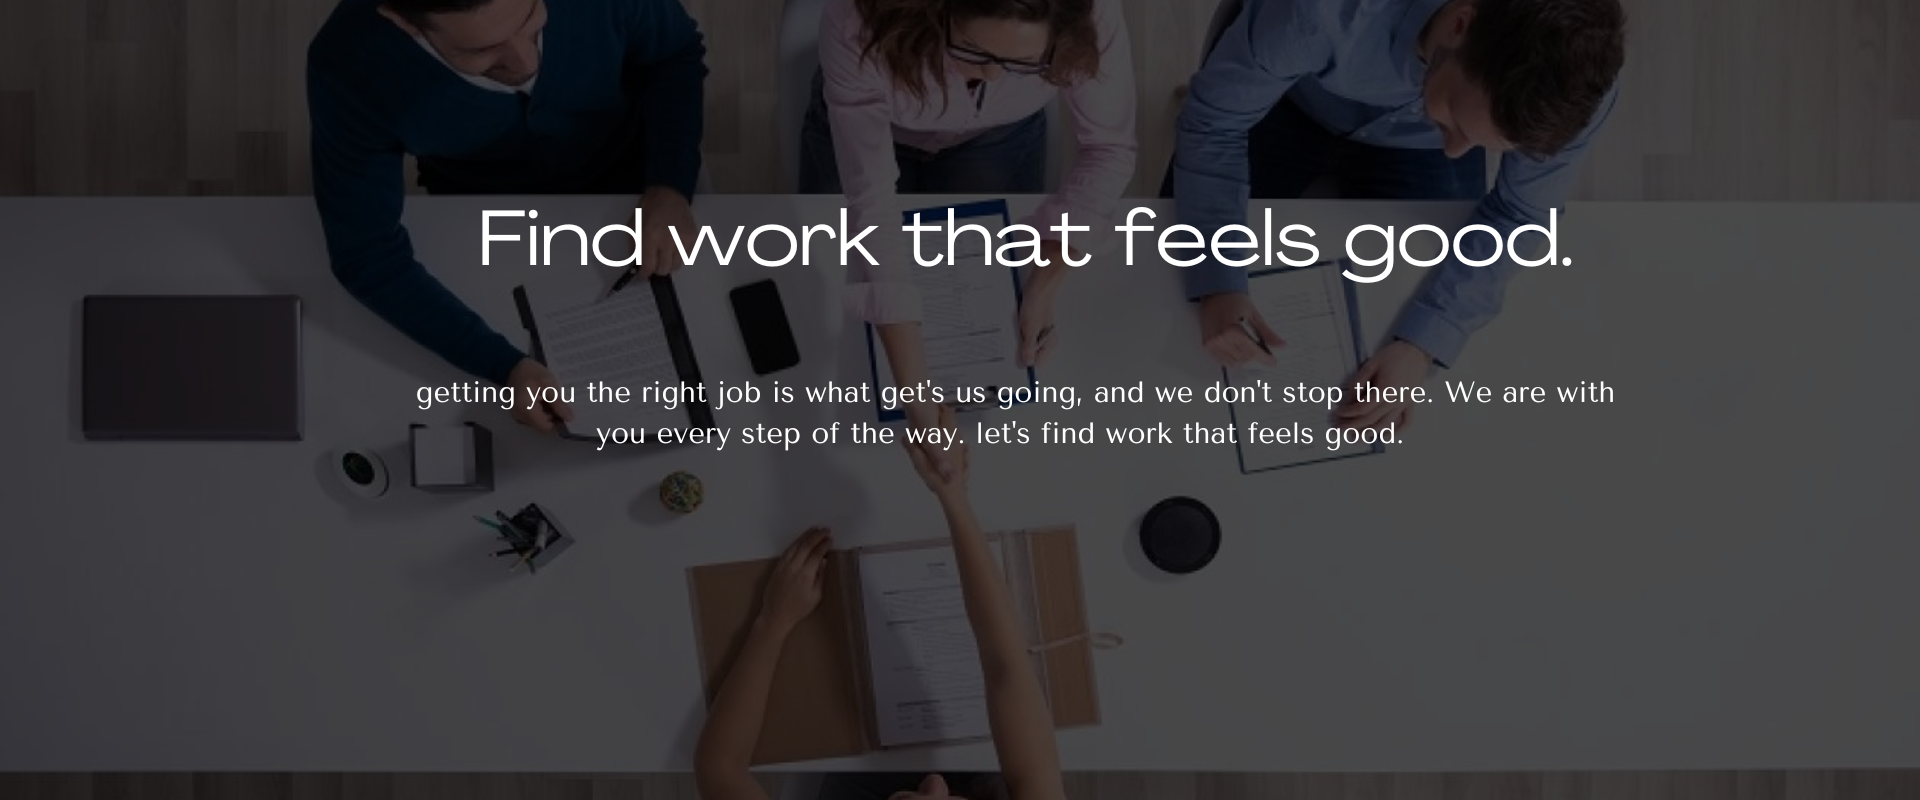 Find work that feels good.
getting you the right job is what get's us going, and we don't stop there. We are with
you every step of the way. let's find work that feels good.